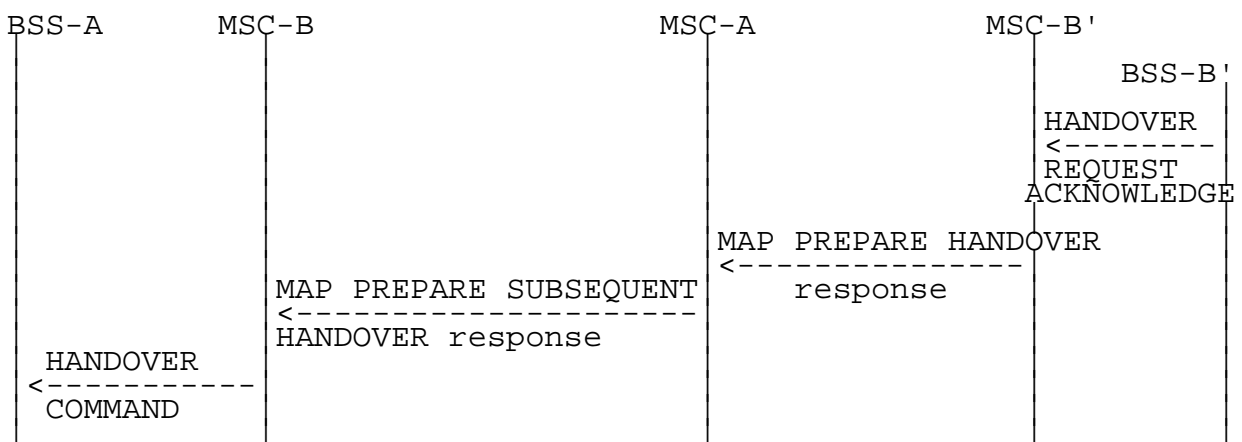 BSS-A MSC-B MSC-A MSC-B'
BSS-B'
HANDOVER
REQUEST
ACKNOWLEDGE
MAP PREPARE HANDOVER
response
MAP PREPARE SUBSEQUENT
HANDOVER response
HANDOVER
COMMAND